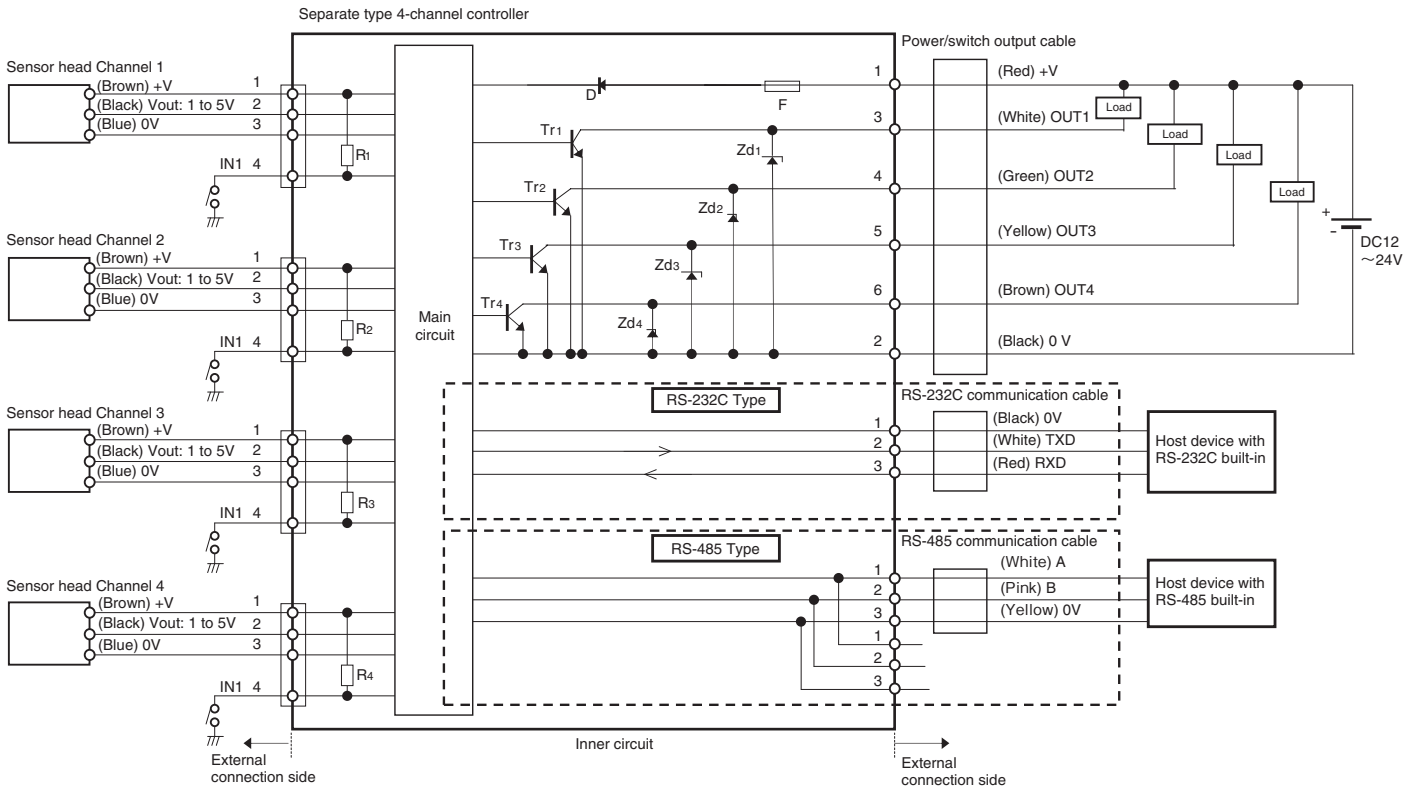 Separate type 4-channel controller
Sensor head Channel 1
(Brown) +V 1
(Black) Vout: 1 to 5V 2
(Blue) 0V 3
IN1 4
R1
Sensor head Channel 2
(Brown) +V 1
(Black) Vout: 1 to 5V 2
(Blue) 0V 3
IN1 4
R2
Sensor head Channel 3
(Brown) +V 1
(Black) Vout: 1 to 5V 2
(Blue) 0V 3
IN1 4
R3
Sensor head Channel 4
(Brown) +V 1
(Black) Vout: 1 to 5V 2
(Blue) 0V 3
IN1 4
R4
Main
circuit
D
F
Tr1
Zd1
Tr2
Zd2
Tr3
Zd3
Tr4
Zd4
Power/switch output cable
1 (Red) +V
3 (White) OUT1
4 (Green) OUT2
5 (Yellow) OUT3
6 (Brown) OUT4
2 (Black) 0 V
Load
Load
Load
Load
+
-
DC12
～24V
RS-232C Type
RS-232C communication cable
1 (Black) 0V
2 (White) TXD
3 (Red) RXD
Host device with
RS-232C built-in
RS-485 Type
RS-485 communication cable
1 (White) A
2 (Pink) B
3 (Yellow) 0V
1
2
3
Host device with
RS-485 built-in
External
connection side
Inner circuit
External
connection side